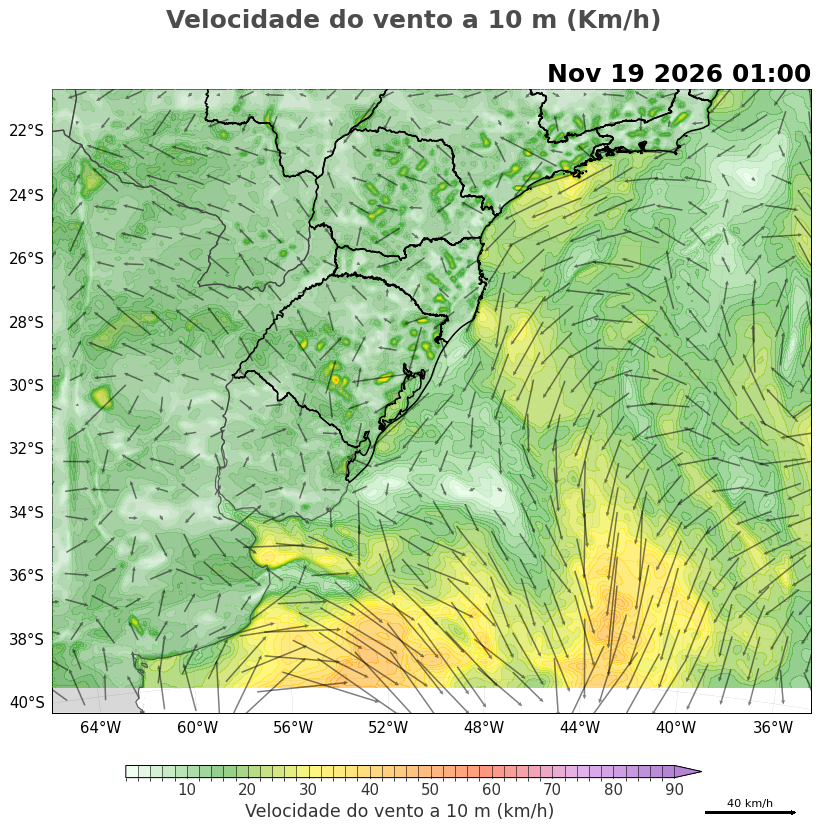 Velocidade do vento a 10 m (Km/h)
Nov 19 2026 01:00
22°S
24°S
26°S
28°S
30°S
32°S
34°S
36°S
38°S
40°S
64°W 60°W 56°W 52°W 48°W 44°W 40°W 36°W
10 20 30 40 50 60 70 80 90
Velocidade do vento a 10 m (km/h)
40 km/h